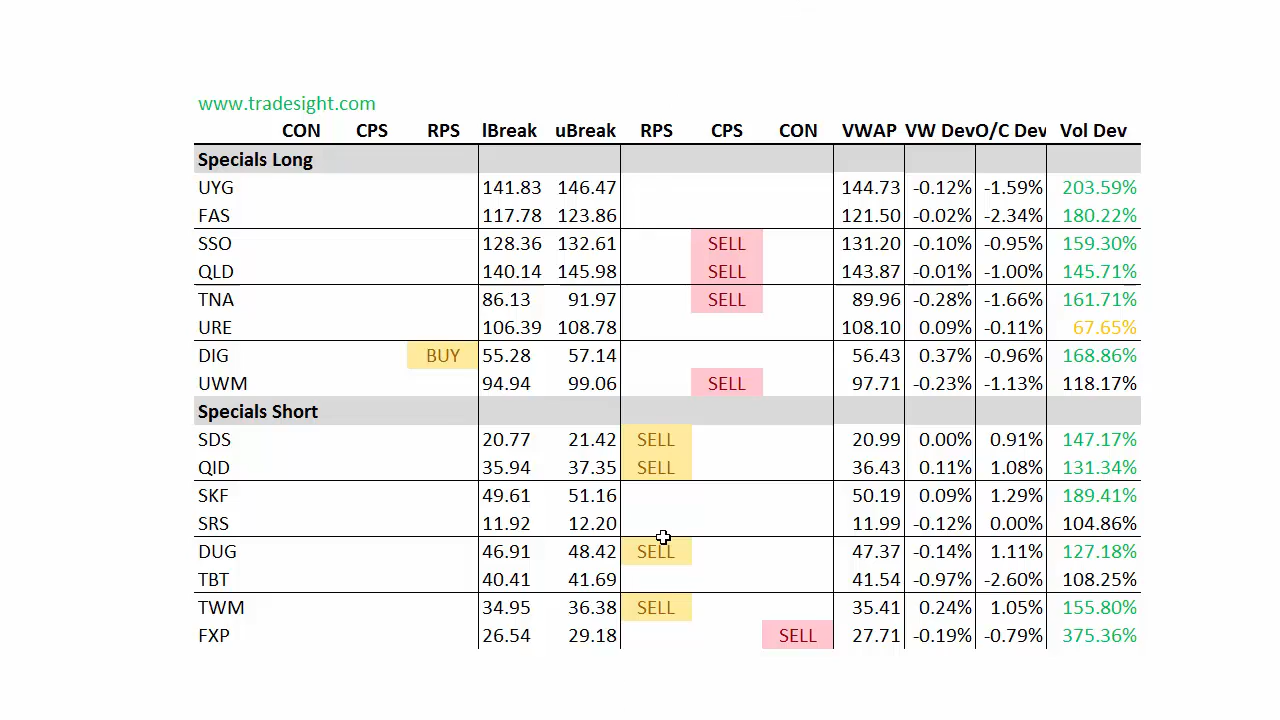 www.tradesight.com
CON CPS RPS lBreak uBreak RPS CPS CON VWAP VW Dev O/C Dev Vol Dev
Specials Long
UYG 141.83 146.47 144.73 -0.12% -1.59% 203.59%
FAS 117.78 123.86 121.50 -0.02% -2.34% 180.22%
SSO 128.36 132.61 SELL 131.20 -0.10% -0.95% 159.30%
QLD 140.14 145.98 SELL 143.87 -0.01% -1.00% 145.71%
TNA 86.13 91.97 SELL 89.96 -0.28% -1.66% 161.71%
URE 106.39 108.78 108.10 0.09% -0.11% 67.65%
DIG BUY 55.28 57.14 56.43 0.37% -0.96% 168.86%
UWM 94.94 99.06 SELL 97.71 -0.23% -1.13% 118.17%
Specials Short
SDS 20.77 21.42 SELL 20.99 0.00% 0.91% 147.17%
QID 35.94 37.35 SELL 36.43 0.11% 1.08% 131.34%
SKF 49.61 51.16 50.19 0.09% 1.29% 189.41%
SRS 11.92 12.20 11.99 -0.12% 0.00% 104.86%
DUG 46.91 48.42 SELL 47.37 -0.14% 1.11% 127.18%
TBT 40.41 41.69 41.54 -0.97% -2.60% 108.25%
TWM 34.95 36.38 SELL 35.41 0.24% 1.05% 155.80%
FXP 26.54 29.18 SELL 27.71 -0.19% -0.79% 375.36%